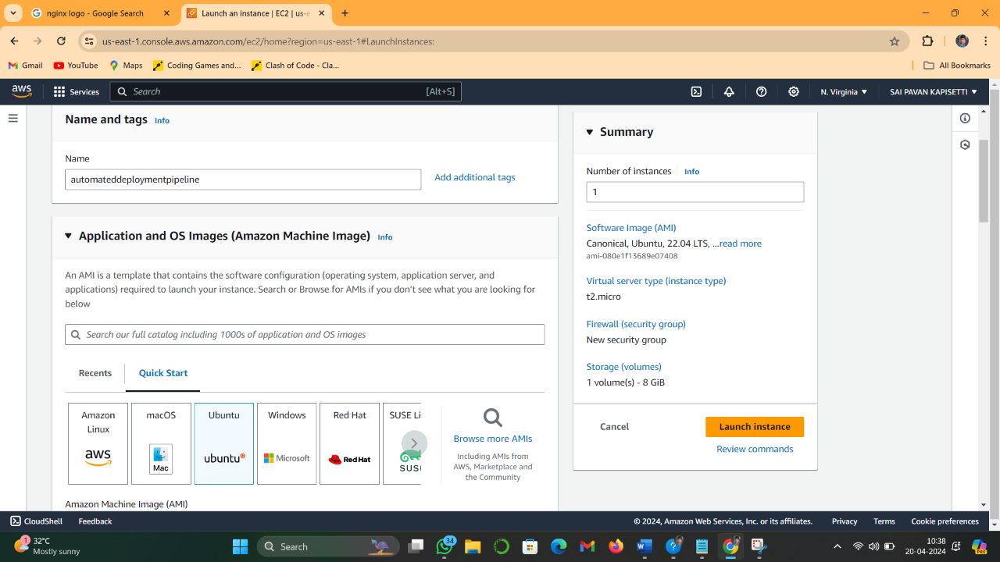 nginx logo - Google Search
Launch an instance | EC2 | us-e
us-east-1.console.aws.amazon.com/ec2/home?region=us-east-1#LaunchInstances:
Gmail
YouTube
Maps
Coding Games and...
Clash of Code - Cla...
All Bookmarks
aws
Services
Search
[Alt+S]
N. Virginia
SAI PAVAN KAPISETTI
Name and tags Info
Name
automateddeploymentpipeline
Add additional tags
Application and OS Images (Amazon Machine Image) Info
An AMI is a template that contains the software configuration (operating system, application server, and
applications) required to launch your instance. Search or Browse for AMIs if you don't see what you are looking for
below
Search our full catalog including 1000s of application and OS images
Recents
Quick Start
Amazon
Linux
aws
macOS
Mac
Ubuntu
ubuntu
Windows
Microsoft
Red Hat
Red Hat
SUSE Li
SUS
Browse more AMIs
Including AMIs from
AWS, Marketplace and
the Community
Amazon Machine Image (AMI)
Summary
Number of instances Info
1
Software Image (AMI)
Canonical, Ubuntu, 22.04 LTS, ...read more
ami-080e1f13689e07408
Virtual server type (instance type)
t2.micro
Firewall (security group)
New security group
Storage (volumes)
1 volume(s) - 8 GiB
Cancel
Launch instance
Review commands
CloudShell
Feedback
© 2024, Amazon Web Services, Inc. or its affiliates.
Privacy
Terms
Cookie preferences
1
32°C
Mostly sunny
Search
34
10:38
20-04-2024
PRE